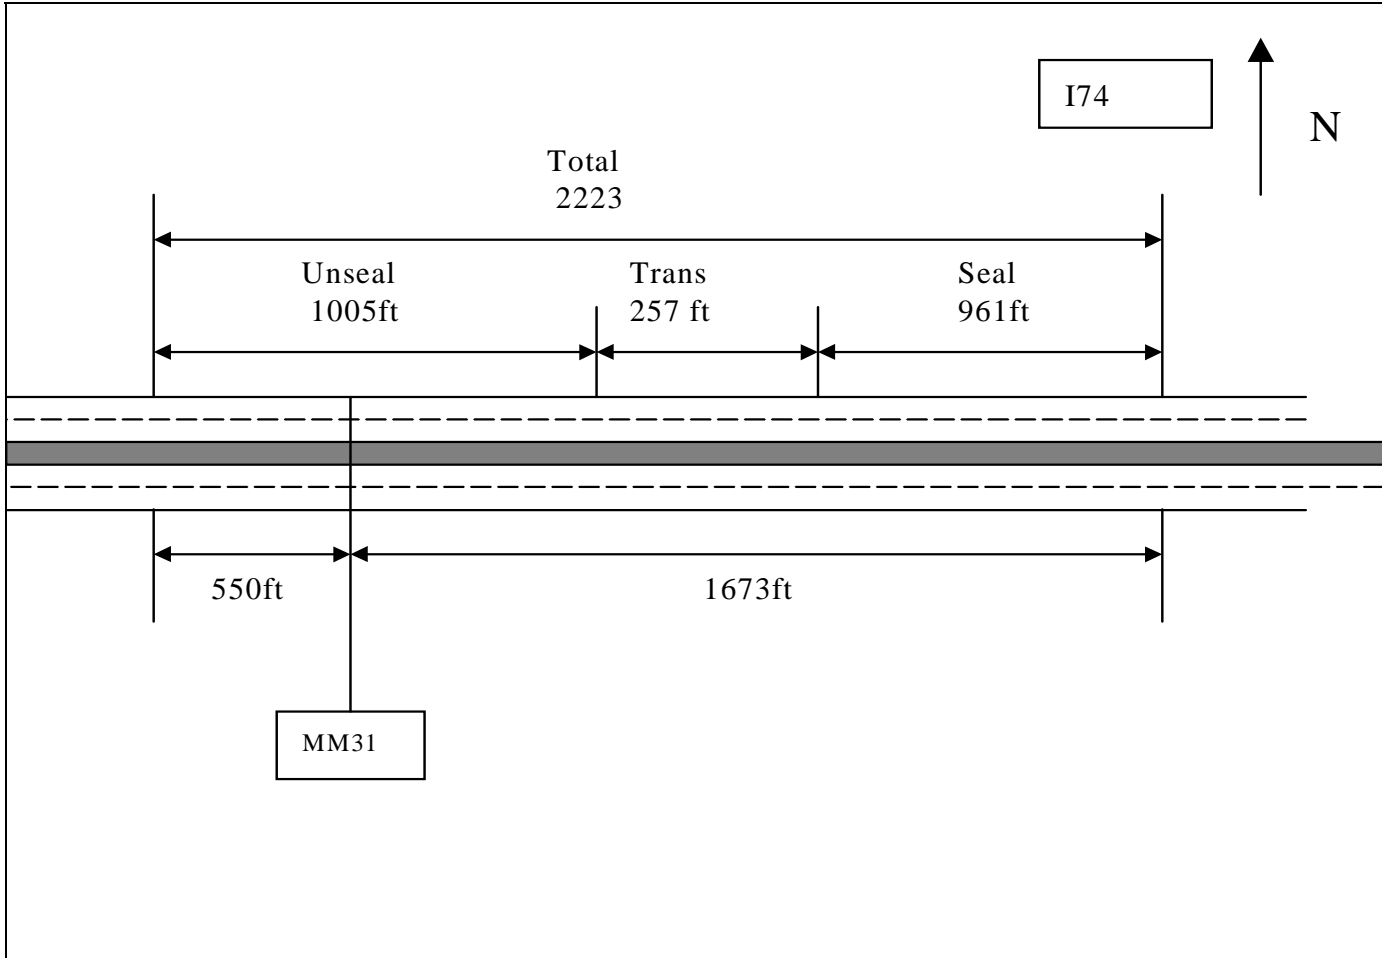 I74
N
Total
2223
Unseal
1005ft
Trans
257 ft
Seal
961ft
550ft
1673ft
MM31